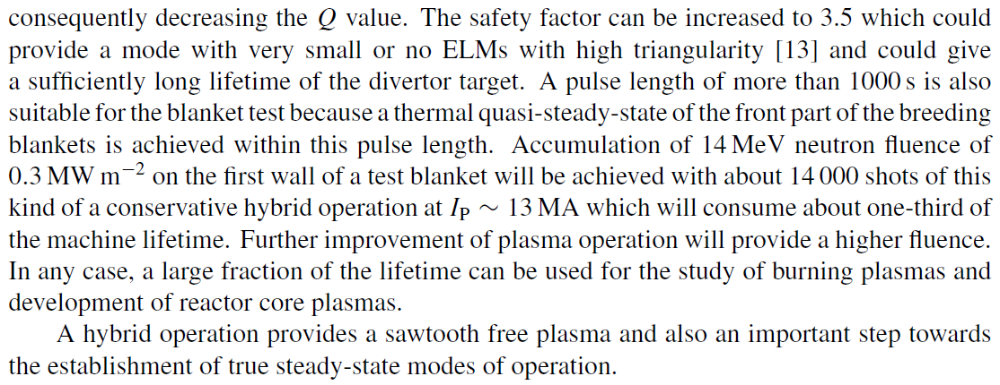 consequently decreasing the Q value. The safety factor can be increased to 3.5 which could
provide a mode with very small or no ELMs with high triangularity [13] and could give
a sufficiently long lifetime of the divertor target. A pulse length of more than 1000 s is also
suitable for the blanket test because a thermal quasi-steady-state of the front part of the breeding
blankets is achieved within this pulse length. Accumulation of 14 MeV neutron fluence of
0.3 MW m⁻² on the first wall of a test blanket will be achieved with about 14 000 shots of this
kind of a conservative hybrid operation at I_P ∼ 13 MA which will consume about one-third of
the machine lifetime. Further improvement of plasma operation will provide a higher fluence.
In any case, a large fraction of the lifetime can be used for the study of burning plasmas and
development of reactor core plasmas.
A hybrid operation provides a sawtooth free plasma and also an important step towards
the establishment of true steady-state modes of operation.